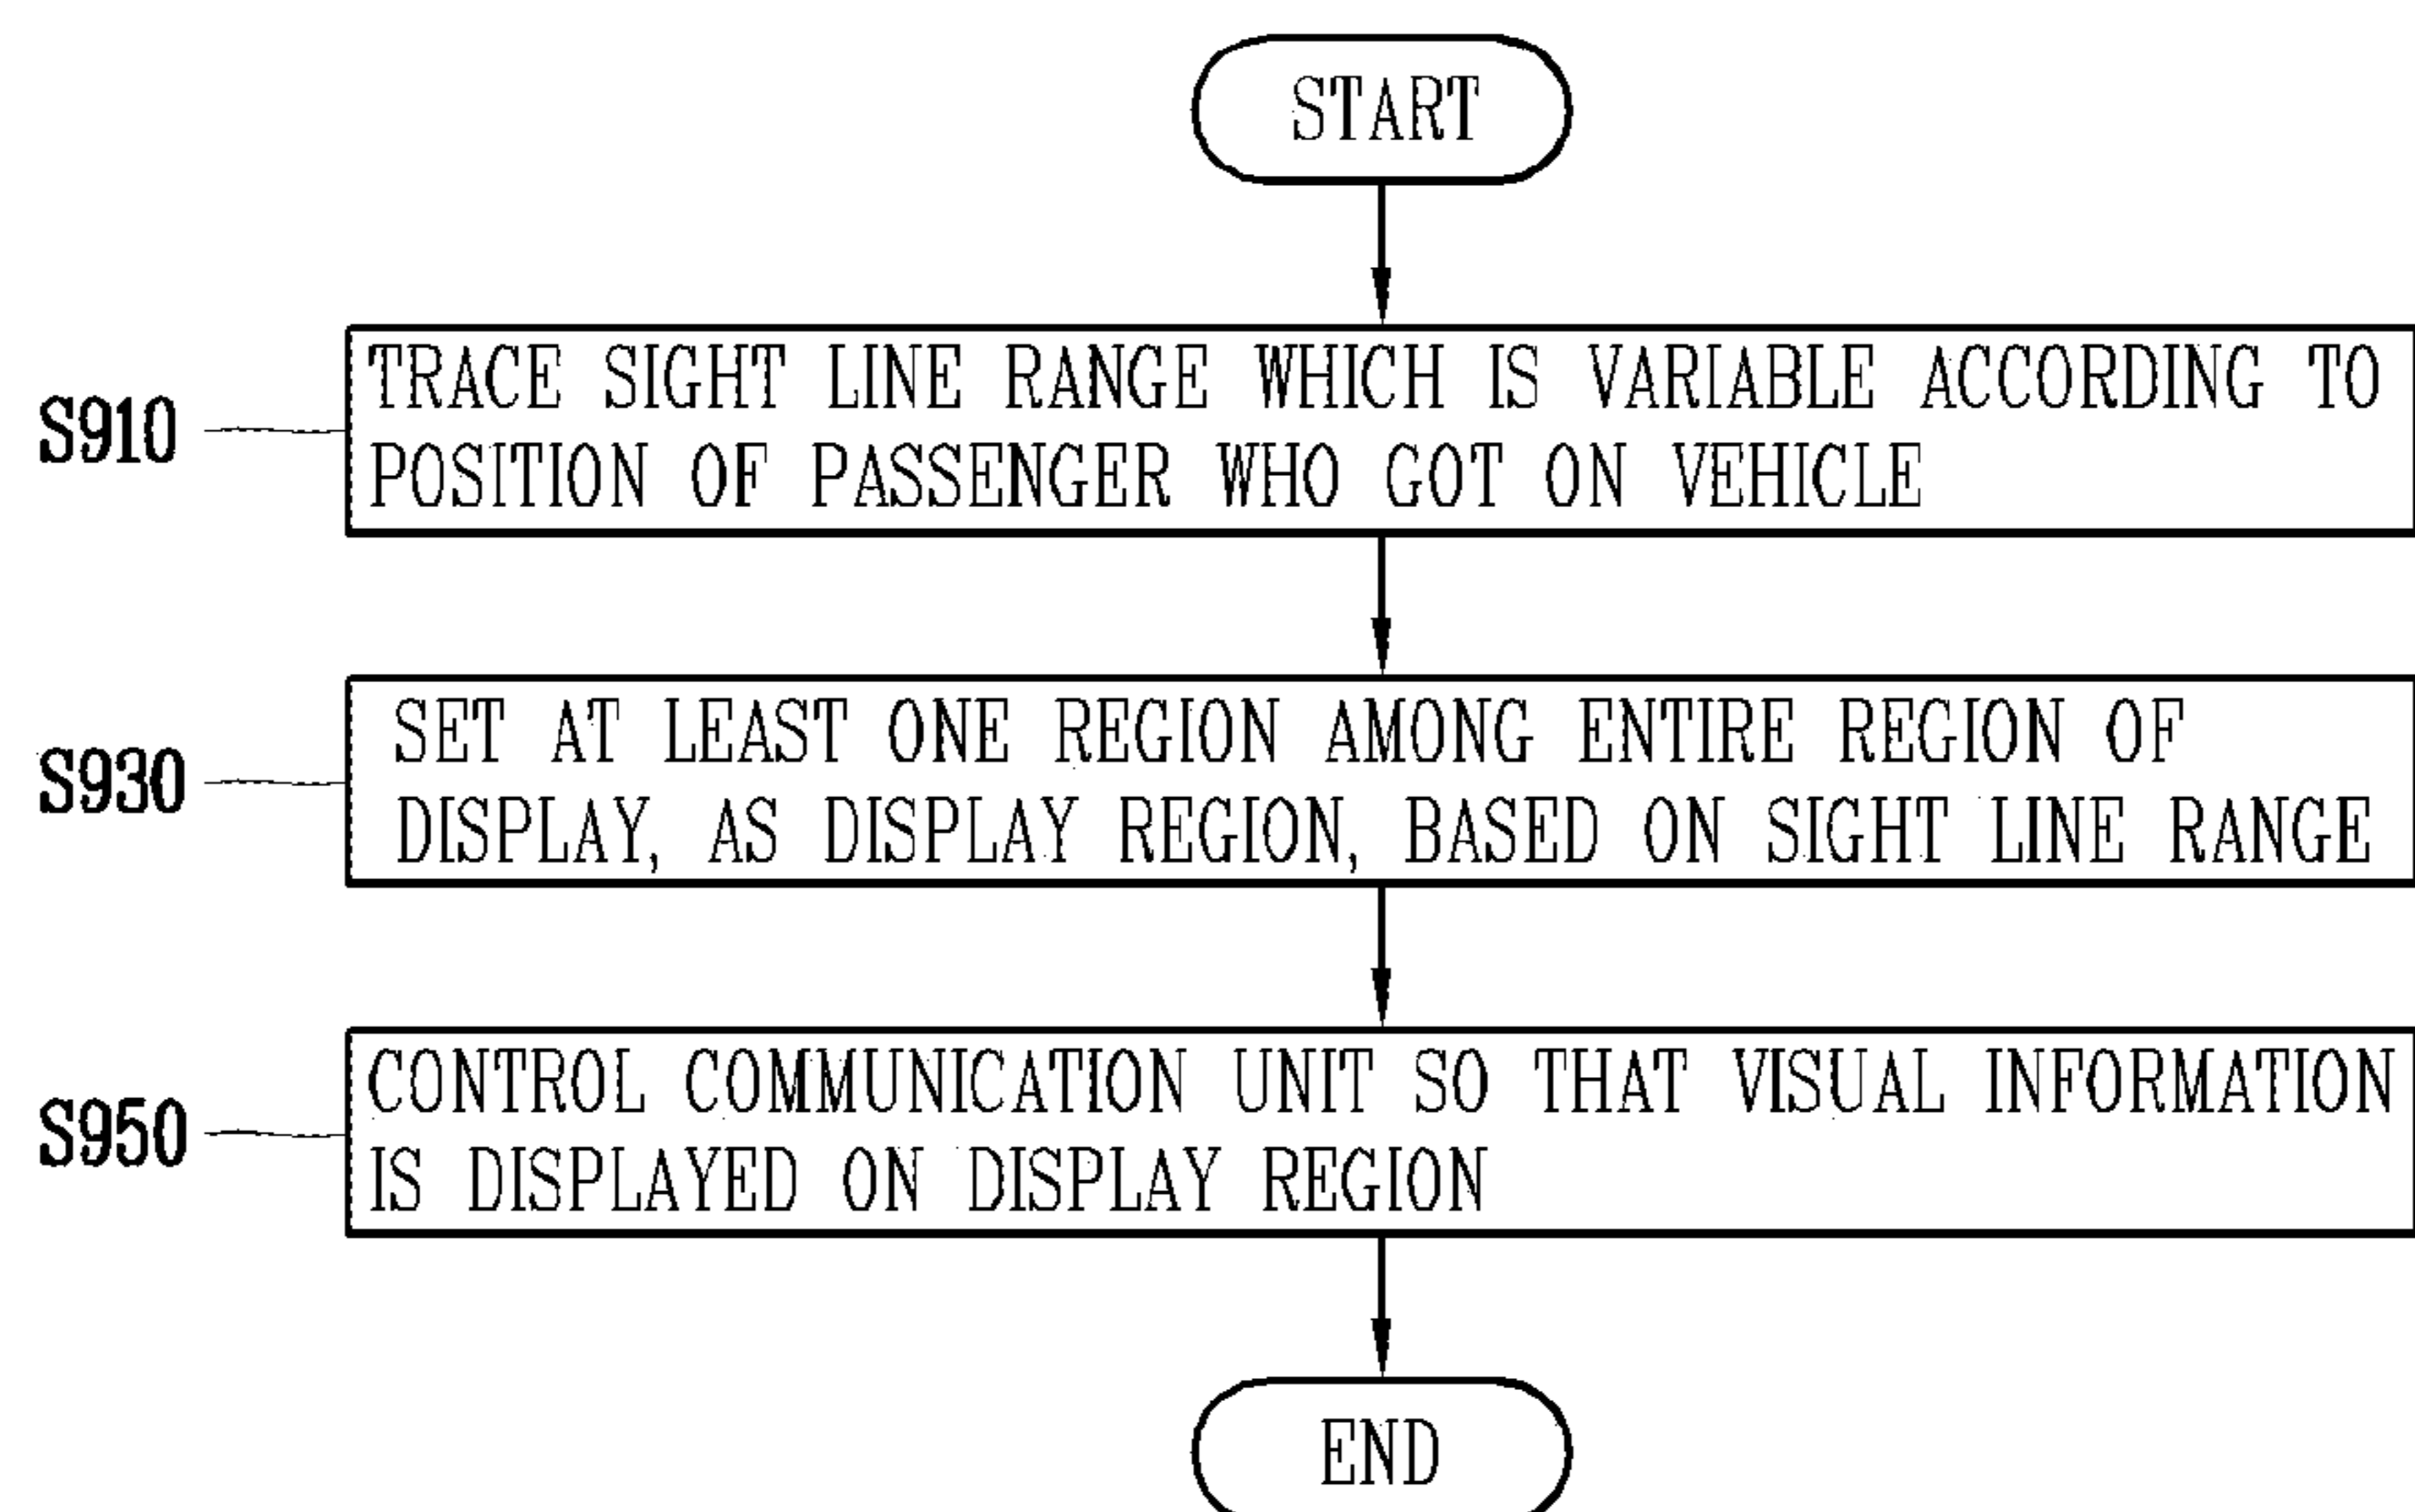 START
S910
TRACE SIGHT LINE RANGE WHICH IS VARIABLE ACCORDING TO
POSITION OF PASSENGER WHO GOT ON VEHICLE
S930
SET AT LEAST ONE REGION AMONG ENTIRE REGION OF
DISPLAY, AS DISPLAY REGION, BASED ON SIGHT LINE RANGE
S950
CONTROL COMMUNICATION UNIT SO THAT VISUAL INFORMATION
IS DISPLAYED ON DISPLAY REGION
END